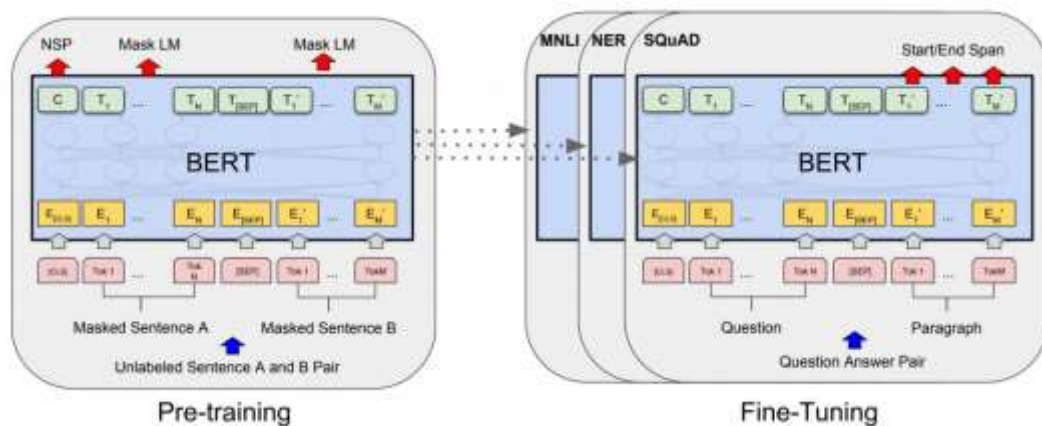 NSP Mask LM Mask LM
C T1 ... TN T[SEP] T1' ... TM'
BERT
E[CLS] E1 ... EN E[SEP] E1' ... EM'
[CLS] Tok 1 ... Tok N [SEP] Tok 1 ... TokM
Masked Sentence A Masked Sentence B
Unlabeled Sentence A and B Pair
Pre-training
MNLI NER SQuAD
Start/End Span
C T1 ... TN T[SEP] T1' ... TM'
BERT
E[CLS] E1 ... EN E[SEP] E1' ... EM'
[CLS] Tok 1 ... Tok N [SEP] Tok 1 ... TokM
Question Paragraph
Question Answer Pair
Fine-Tuning